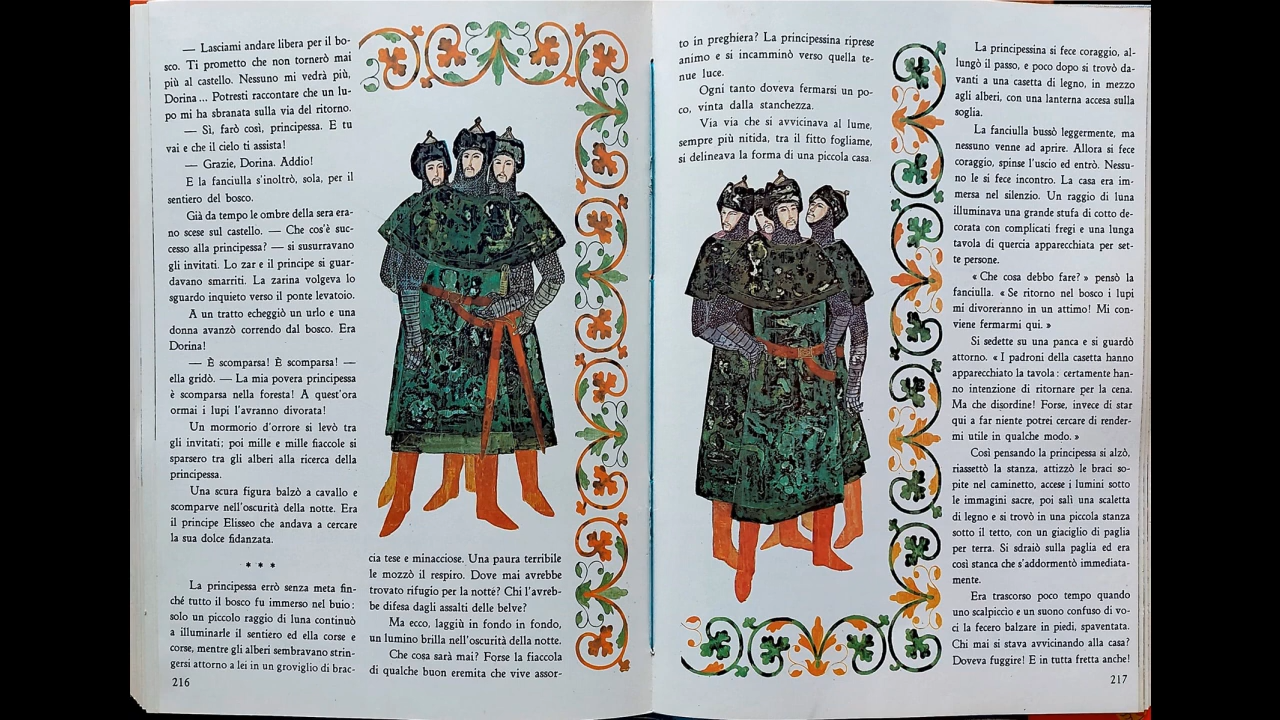 — Lasciami andare libera per il bo-
sco. Ti prometto che non tornerò mai
più al castello. Nessuno mi vedrà più,
Dorina... Potresti raccontare che un lu-
po mi ha sbranata sulla via del ritorno.
— Sì, farò così, principessa. E tu
vai e che il cielo ti assista!
— Grazie, Dorina. Addio!
E la fanciulla s'inoltrò, sola, per il
sentiero del bosco.
Già da tempo le ombre della sera era-
no scese sul castello. — Che cos'è suc-
cesso alla principessa? — si susurravano
gli invitati. Lo zar e il principe si guar-
davano smarriti. La zarina volgeva lo
sguardo inquieto verso il ponte levatoio.
A un tratto echeggiò un urlo e una
donna avanzò correndo dal bosco. Era
Dorina!
— È scomparsa! È scomparsa! —
ella gridò. — La mia povera principessa
è scomparsa nella foresta! A quest'ora
ormai i lupi l'avranno divorata!
Un mormorio d'orrore si levò tra
gli invitati; poi mille e mille fiaccole si
sparsero tra gli alberi alla ricerca della
principessa.
Una scura figura balzò a cavallo e
scomparve nell'oscurità della notte. Era
il principe Elisseo che andava a cercare
la sua dolce fidanzata.
* * *
La principessa errò senza meta fin-
ché tutto il bosco fu immerso nel buio:
solo un piccolo raggio di luna continuò
a illuminarle il sentiero ed ella corse e
corse, mentre gli alberi sembravano strin-
gersi attorno a lei in un groviglio di brac-
216
cia tese e minacciose. Una paura terribile
le mozzò il respiro. Dove mai avrebbe
trovato rifugio per la notte? Chi l'avreb-
be difesa dagli assalti delle belve?
Ma ecco, laggiù in fondo in fondo,
un lumino brilla nell'oscurità della notte.
Che cosa sarà mai? Forse la fiaccola
di qualche buon eremita che vive assor-
to in preghiera? La principessina riprese
animo e si incamminò verso quella te-
nue luce.
Ogni tanto doveva fermarsi un po-
co, vinta dalla stanchezza.
Via via che si avvicinava al lume,
sempre più nitida, tra il fitto fogliame,
si delineava la forma di una piccola casa.
La principessina si fece coraggio, al-
lungò il passo, e poco dopo si trovò da-
vanti a una casetta di legno, in mezzo
agli alberi, con una lanterna accesa sulla
soglia.
La fanciulla bussò leggermente, ma
nessuno venne ad aprire. Allora si fece
coraggio, spinse l'uscio ed entrò. Nessu-
no le si fece incontro. La casa era im-
mersa nel silenzio. Un raggio di luna
illuminava una grande stufa di cotto de-
corata con complicati fregi e una lunga
tavola di quercia apparecchiata per set-
te persone.
« Che cosa debbo fare? » pensò la
fanciulla. « Se ritorno nel bosco i lupi
mi divoreranno in un attimo! Mi con-
viene fermarmi qui. »
Si sedette su una panca e si guardò
attorno. « I padroni della casetta hanno
apparecchiato la tavola: certamente han-
no intenzione di ritornare per la cena.
Ma che disordine! Forse, invece di star
qui a far niente potrei cercare di render-
mi utile in qualche modo. »
Così pensando la principessa si alzò,
riassettò la stanza, attizzò le braci so-
pite nel caminetto, accese i lumini sotto
le immagini sacre, poi salì una scaletta
di legno e si trovò in una piccola stanza
sotto il tetto, con un giaciglio di paglia
per terra. Si sdraiò sulla paglia ed era
così stanca che s'addormentò immediata-
mente.
Era trascorso poco tempo quando
uno scalpiccìo e un suono confuso di vo-
ci la fecero balzare in piedi, spaventata.
Chi mai si stava avvicinando alla casa?
Doveva fuggire! E in tutta fretta anche!
217